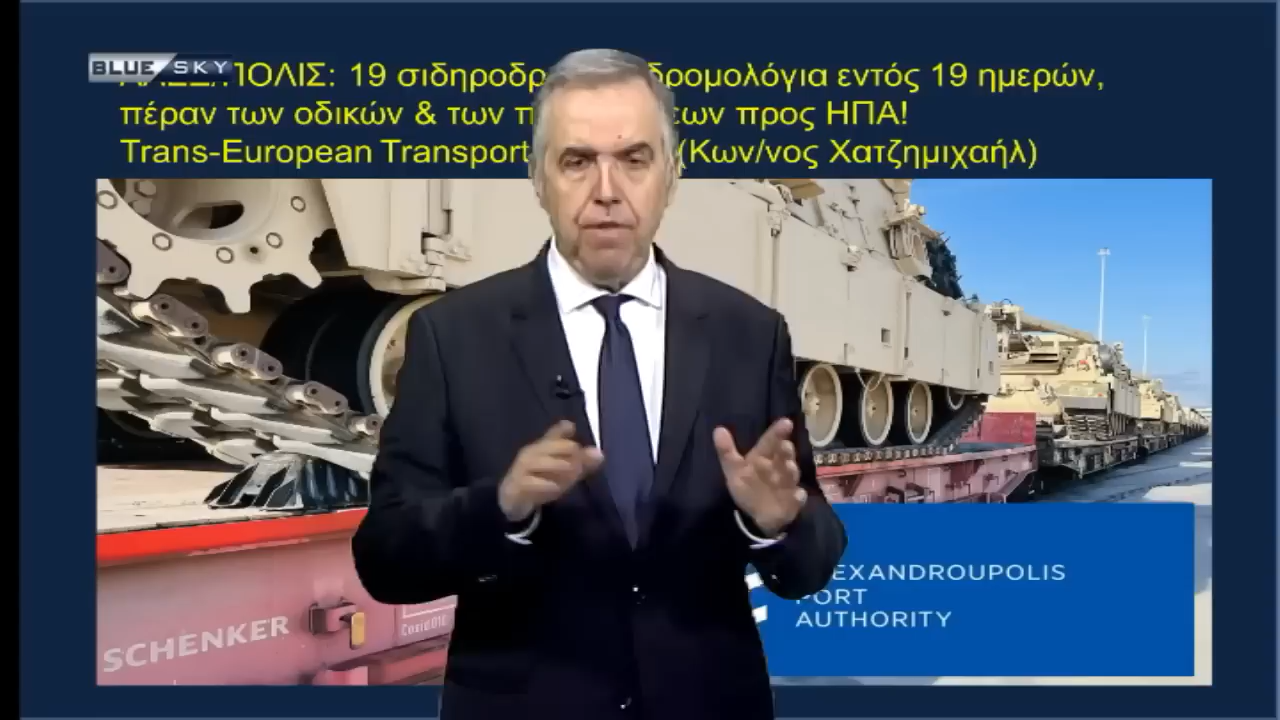 BLUE SKY
ΠΟΛΙΣ: 19 σιδηροδρ δρομολόγια εντός 19 ημερών,
πέραν των οδικών & των π εων προς ΗΠΑ!
Trans-European Transport (Κων/νος Χατζημιχαήλ)
SCHENKER
EXANDROUPOLIS
PORT
AUTHORITY